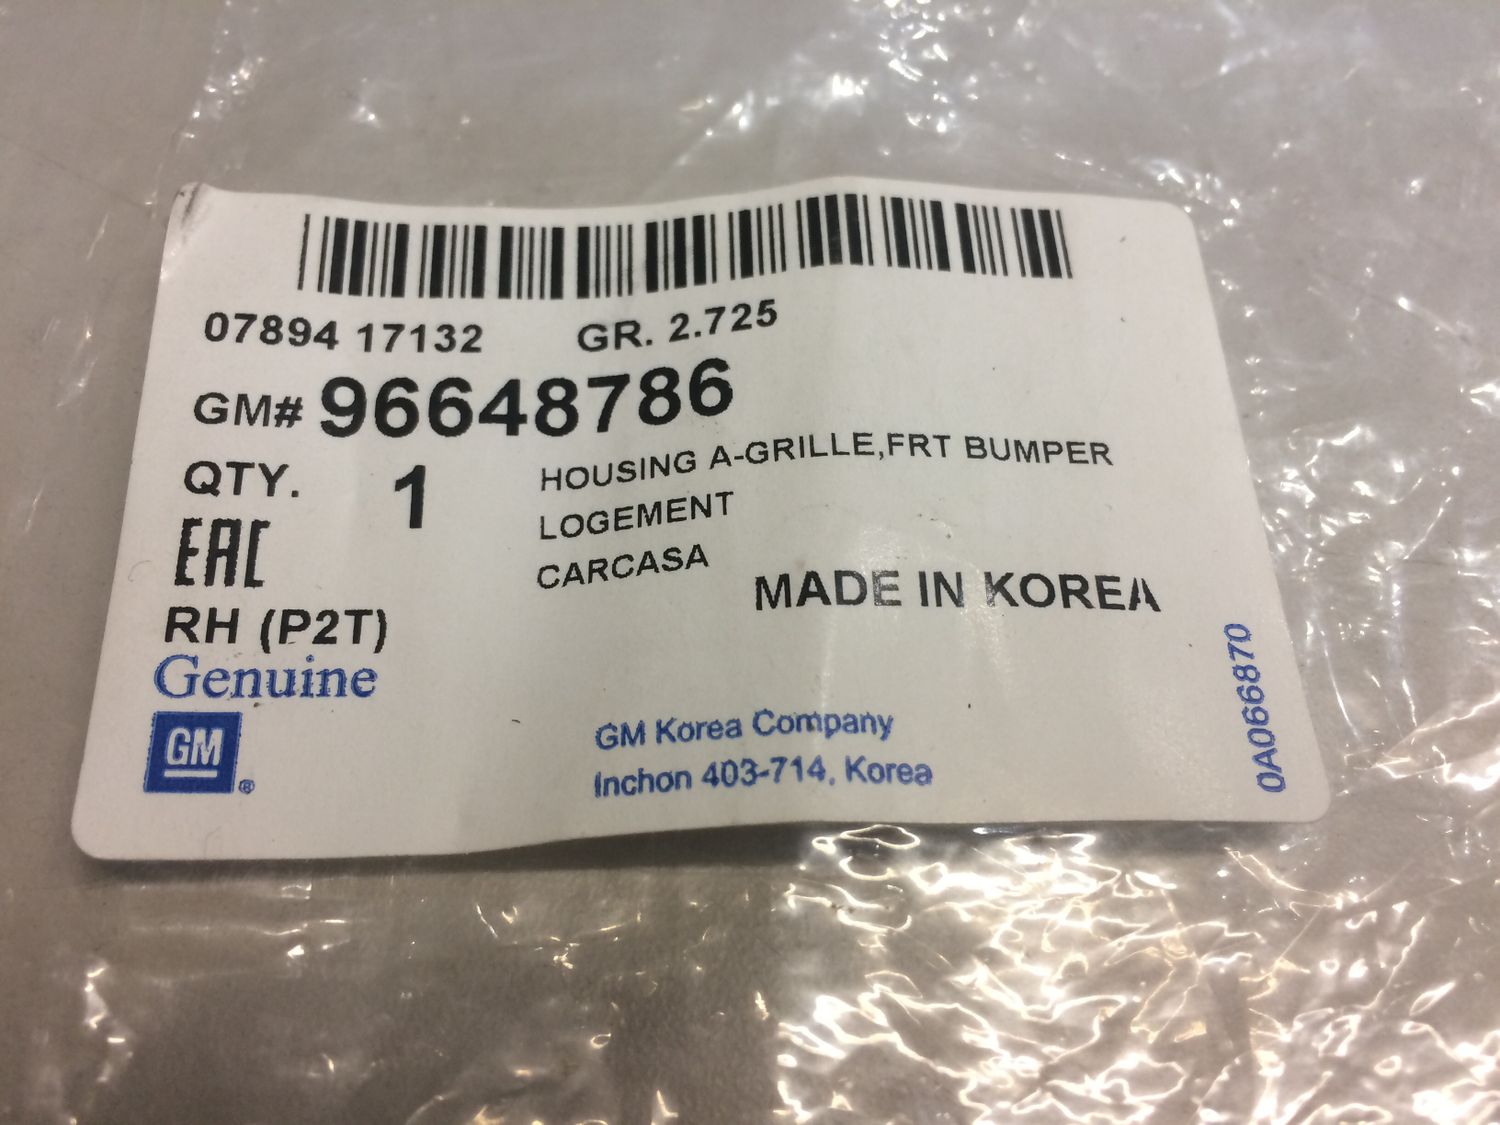 07894 17132 GR. 2.725
GM# 96648786
QTY. 1 HOUSING A-GRILLE,FRT BUMPER
LOGEMENT
CARCASA
EAC
MADE IN KOREA
RH (P2T)
Genuine
GM
®
GM Korea Company
Inchon 403-714, Korea
0A066870